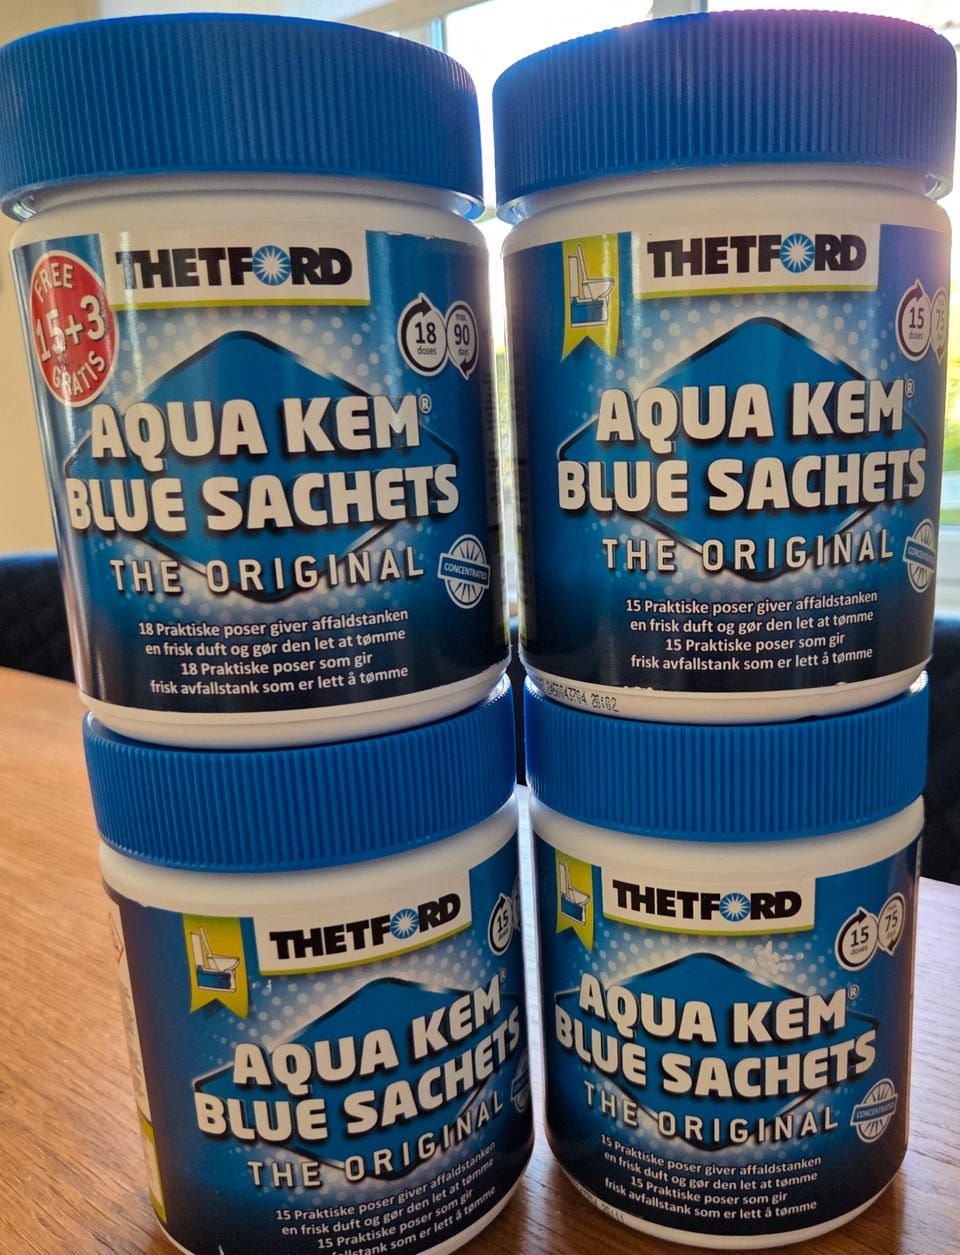 FREE
15+3
GRATIS
THETFORD
18
doses
max.
90
days
AQUA KEM®
BLUE SACHETS
THE ORIGINAL
CONCENTRATED
18 Praktiske poser giver affaldstanken
en frisk duft og gør den let at tømme
18 Praktiske poser som gir
frisk avfallstank som er lett å tømme
THETFORD
15
doses
75
AQUA KEM®
BLUE SACHETS
THE ORIGINAL
CONCENTRATED
15 Praktiske poser giver affaldstanken
en frisk duft og gør den let at tømme
15 Praktiske poser som gir
frisk avfallstank som er lett å tømme
THETFORD
15
AQUA KEM®
BLUE SACHETS
THE ORIGINAL
15 Praktiske poser giver affaldstanken
en frisk duft og gør den let at tømme
15 Praktiske poser som gir
som er lett å tømme
THETFORD
15
doses
75
AQUA KEM®
BLUE SACHETS
THE ORIGINAL
CONCENTRATED
15 Praktiske poser giver affaldstanken
en frisk duft og gør den let at tømme
15 Praktiske poser som gir
frisk avfallstank som er lett å tømme